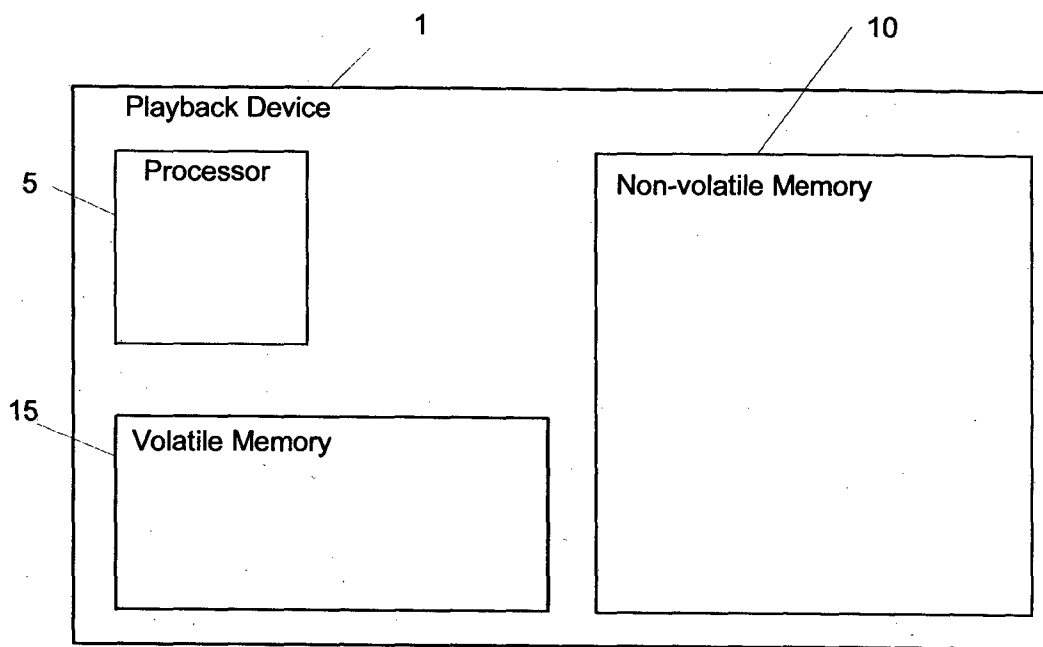 1
10
Playback Device
Processor
5
Non-volatile Memory
15
Volatile Memory